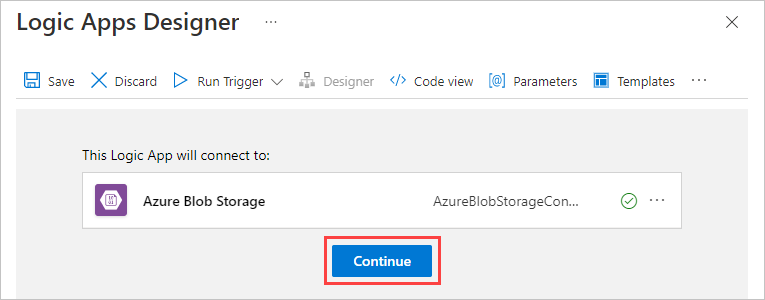 Logic Apps Designer ...
Save Discard Run Trigger Designer Code view Parameters Templates ...
This Logic App will connect to:
Azure Blob Storage AzureBlobStorageCon... ...
Continue